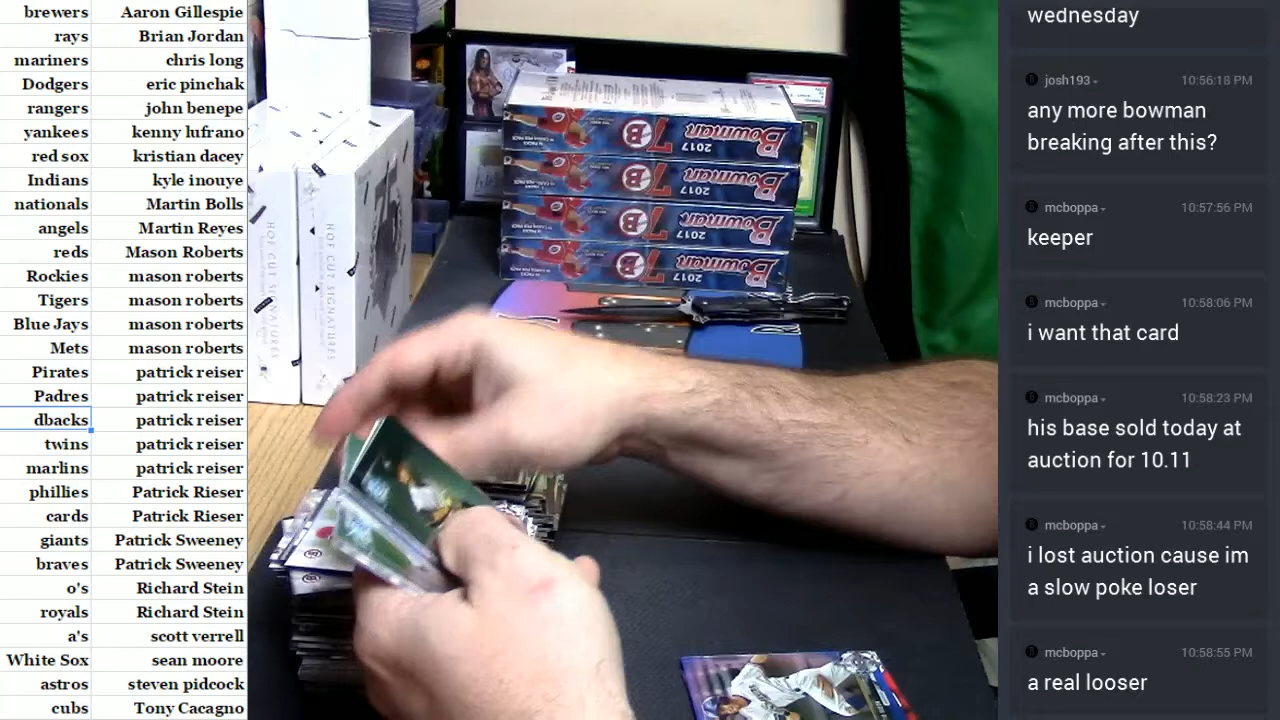 brewers Aaron Gillespie
rays Brian Jordan
mariners chris long
Dodgers eric pinchak
rangers john benepe
yankees kenny lufrano
red sox kristian dacey
Indians kyle inouye
nationals Martin Bolls
angels Martin Reyes
reds Mason Roberts
Rockies mason roberts
Tigers mason roberts
Blue Jays mason roberts
Mets mason roberts
Pirates patrick reiser
Padres patrick reiser
dbacks patrick reiser
twins patrick reiser
marlins patrick reiser
phillies Patrick Rieser
cards Patrick Rieser
giants Patrick Sweeney
braves Patrick Sweeney
o's Richard Stein
royals Richard Stein
a's scott verrell
White Sox sean moore
astros steven pidcock
cubs Tony Cacagno
HOF CUT SIGNATURES
HOF CUT SIGNATURES
Bowman 2017
Bowman 2017
Bowman 2017
Bowman 2017
wednesday
josh193 10:56:18 PM
any more bowman
breaking after this?
mcboppa 10:57:56 PM
keeper
mcboppa 10:58:06 PM
i want that card
mcboppa 10:58:23 PM
his base sold today at
auction for 10.11
mcboppa 10:58:44 PM
i lost auction cause im
a slow poke loser
mcboppa 10:58:55 PM
a real looser